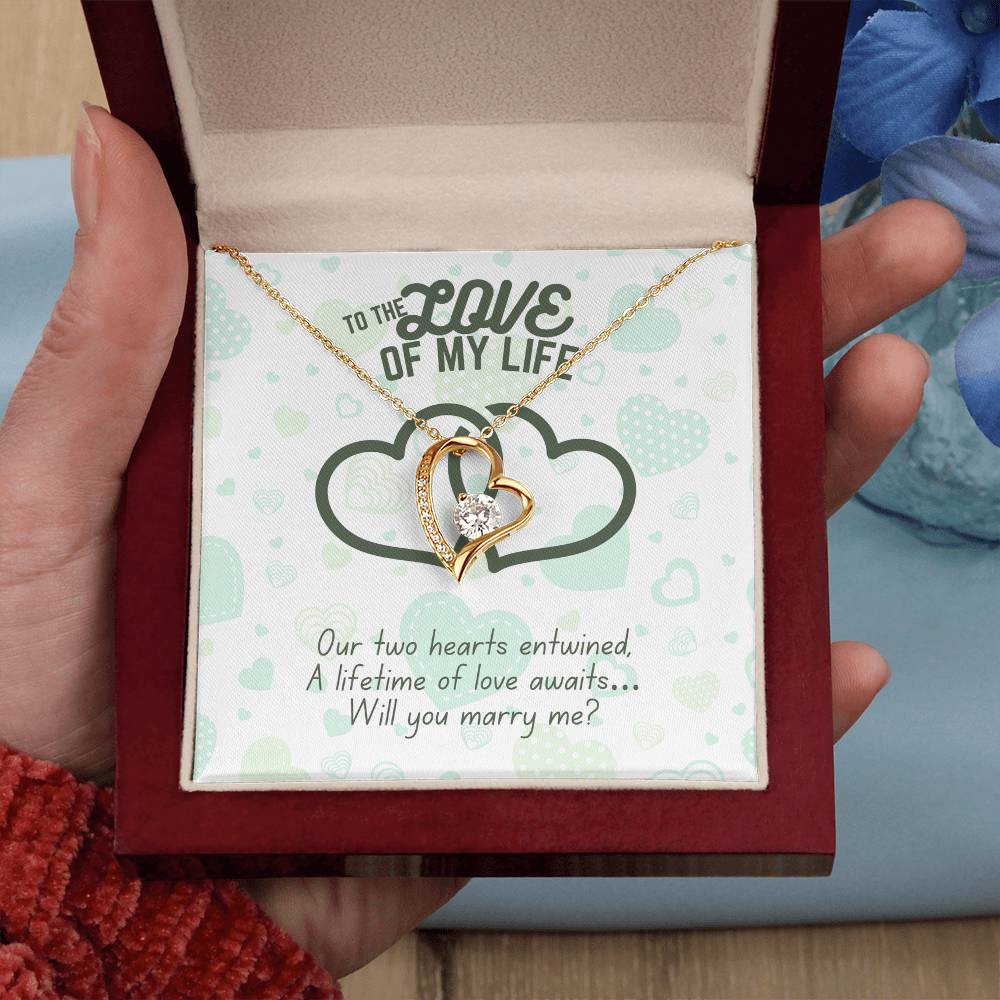 TO THE LOVE
OF MY LIFE
Our two hearts entwined,
A lifetime of love awaits...
Will you marry me?